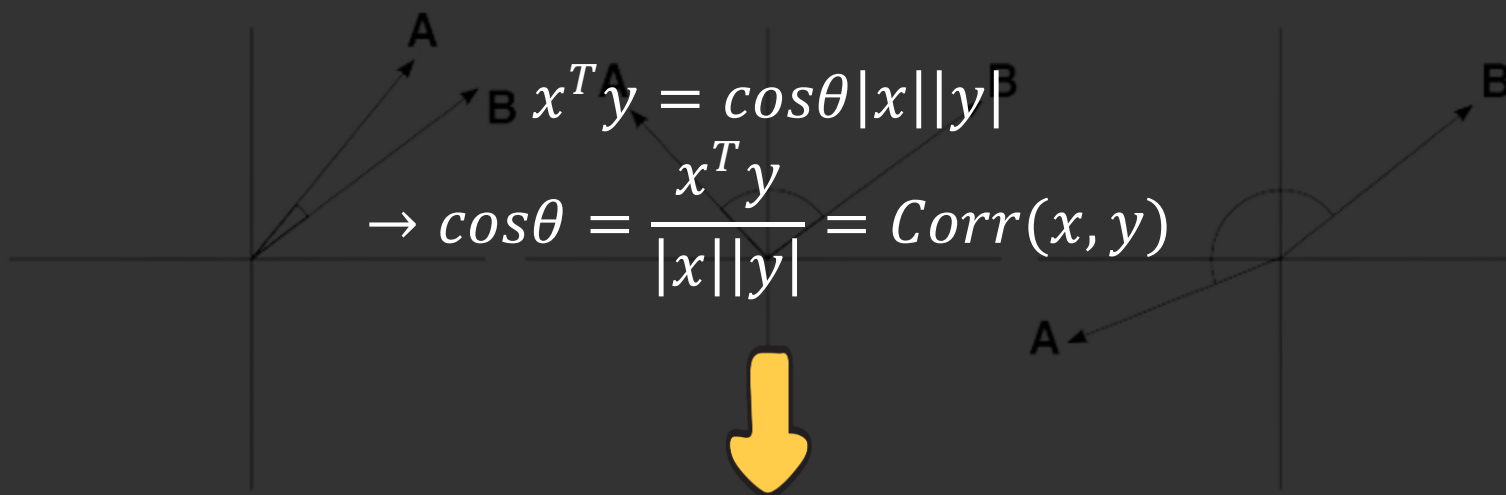 A
B
A
B
B
A
x^T y = cosθ|x||y|
→ cosθ = x^T y / |x||y| = Corr(x, y)